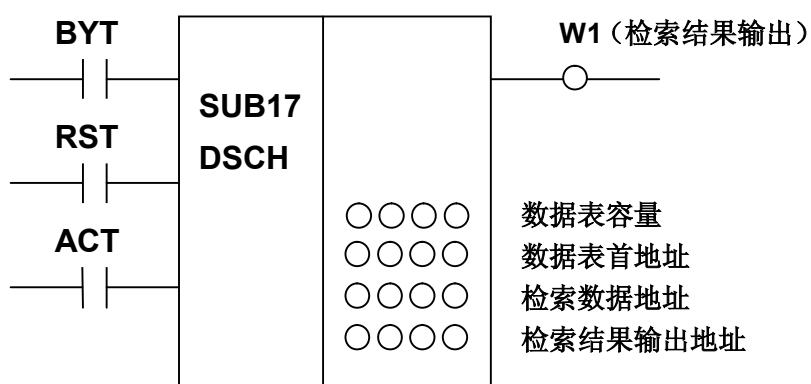 BYT
W1（检索结果输出）
SUB17
RST
DSCH
数据表容量
ACT
数据表首地址
检索数据地址
检索结果输出地址